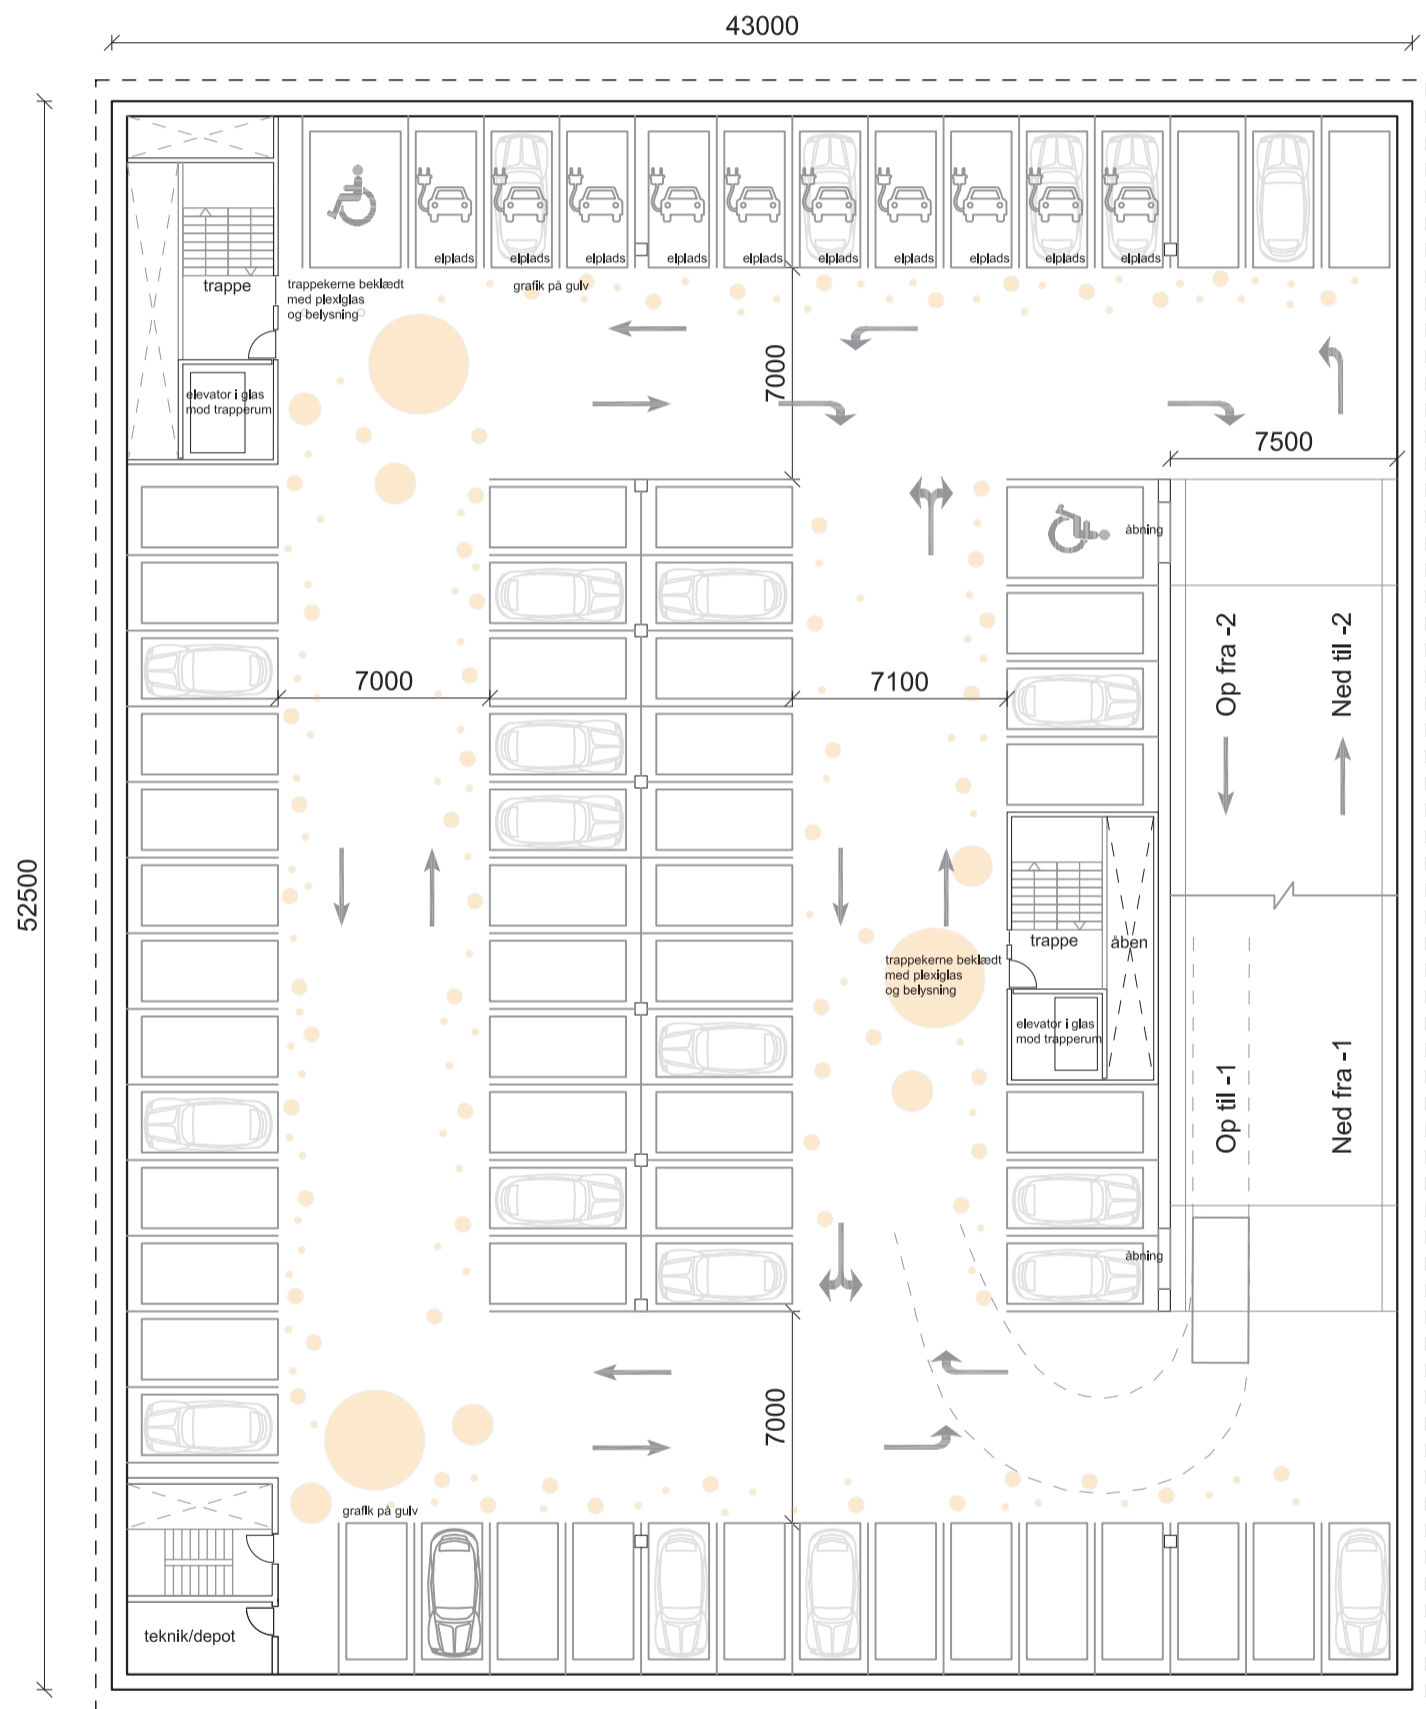 43000
52500
elplads
elplads
elplads
elplads
elplads
elplads
elplads
elplads
elplads
elplads
trappe
trappekerne beklædt
med plexiglas
og belysning
grafik på gulv
7000
elevator i glas
mod trapperum
7500
åbning
Op fra -2
Ned til -2
7000
7100
trappe
åben
trappekerne beklædt
med plexiglas
og belysning
elevator i glas
mod trapperum
Op til -1
Ned fra -1
åbning
7000
grafik på gulv
teknik/depot